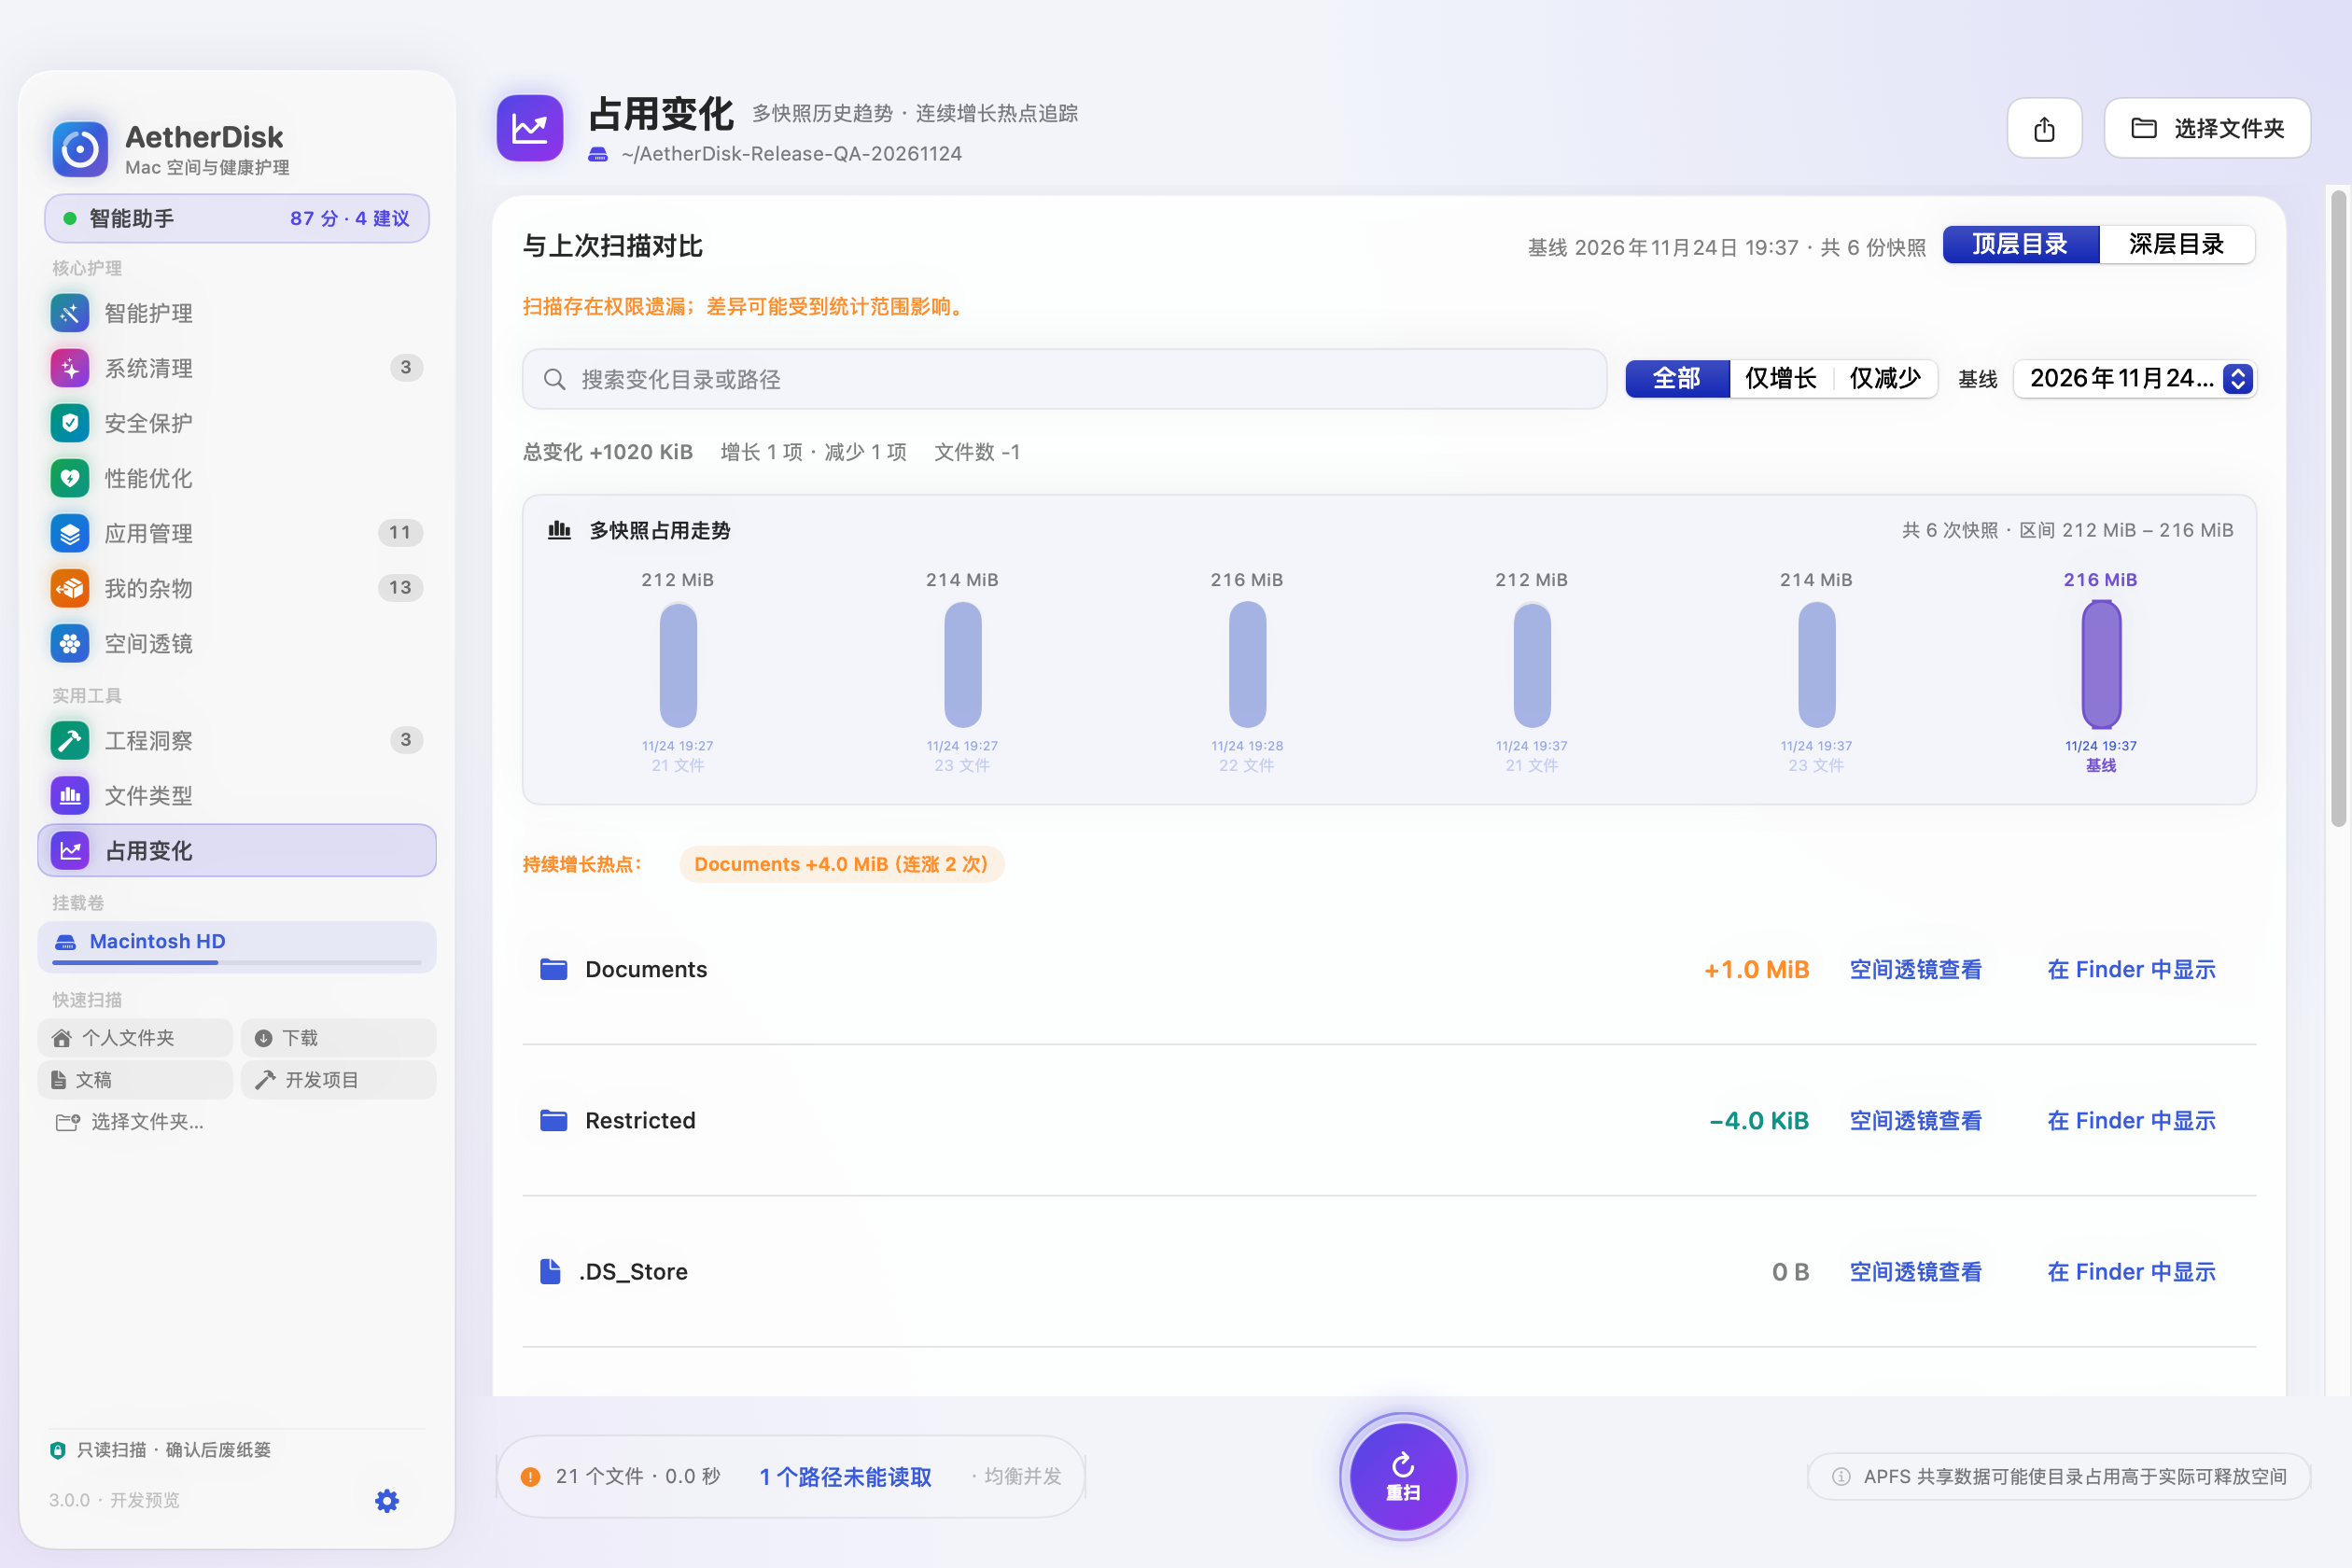 AetherDisk
Mac 空间与健康护理
智能助手 87 分 · 4 建议
核心护理
智能护理
系统清理 3
安全保护
性能优化
应用管理 11
我的杂物 13
空间透镜
实用工具
工程洞察 3
文件类型
占用变化
挂载卷
Macintosh HD
快速扫描
个人文件夹 下载
文稿 开发项目
选择文件夹...
只读扫描 · 确认后废纸篓
3.0.0 · 开发预览
占用变化 多快照历史趋势 · 连续增长热点追踪
~/AetherDisk-Release-QA-20261124
选择文件夹
与上次扫描对比 基线 2026年11月24日 19:37 · 共 6 份快照 顶层目录 深层目录
扫描存在权限遗漏；差异可能受到统计范围影响。
搜索变化目录或路径 全部 仅增长 仅减少 基线 2026年11月24...
总变化 +1020 KiB 增长 1 项 · 减少 1 项 文件数 -1
多快照占用走势 共 6 次快照 · 区间 212 MiB – 216 MiB
212 MiB 214 MiB 216 MiB 212 MiB 214 MiB 216 MiB
11/24 19:27 11/24 19:27 11/24 19:28 11/24 19:37 11/24 19:37 11/24 19:37
21 文件 23 文件 22 文件 21 文件 23 文件 基线
持续增长热点： Documents +4.0 MiB (连涨 2 次)
Documents +1.0 MiB 空间透镜查看 在 Finder 中显示
Restricted −4.0 KiB 空间透镜查看 在 Finder 中显示
.DS_Store 0 B 空间透镜查看 在 Finder 中显示
21 个文件 · 0.0 秒 1 个路径未能读取 · 均衡并发
重扫
APFS 共享数据可能使目录占用高于实际可释放空间